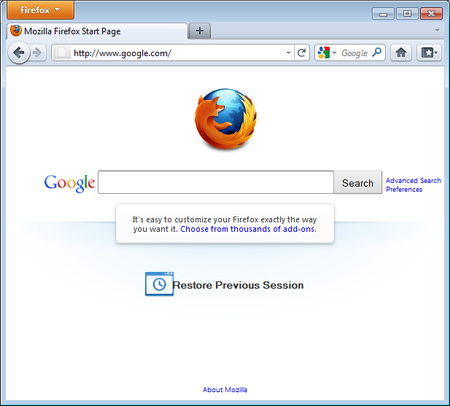 Firefox
Mozilla Firefox Start Page
http://www.google.com/
Google
Google
Search
Advanced Search
Preferences
It's easy to customize your Firefox exactly the way
you want it. Choose from thousands of add-ons.
Restore Previous Session
About Mozilla